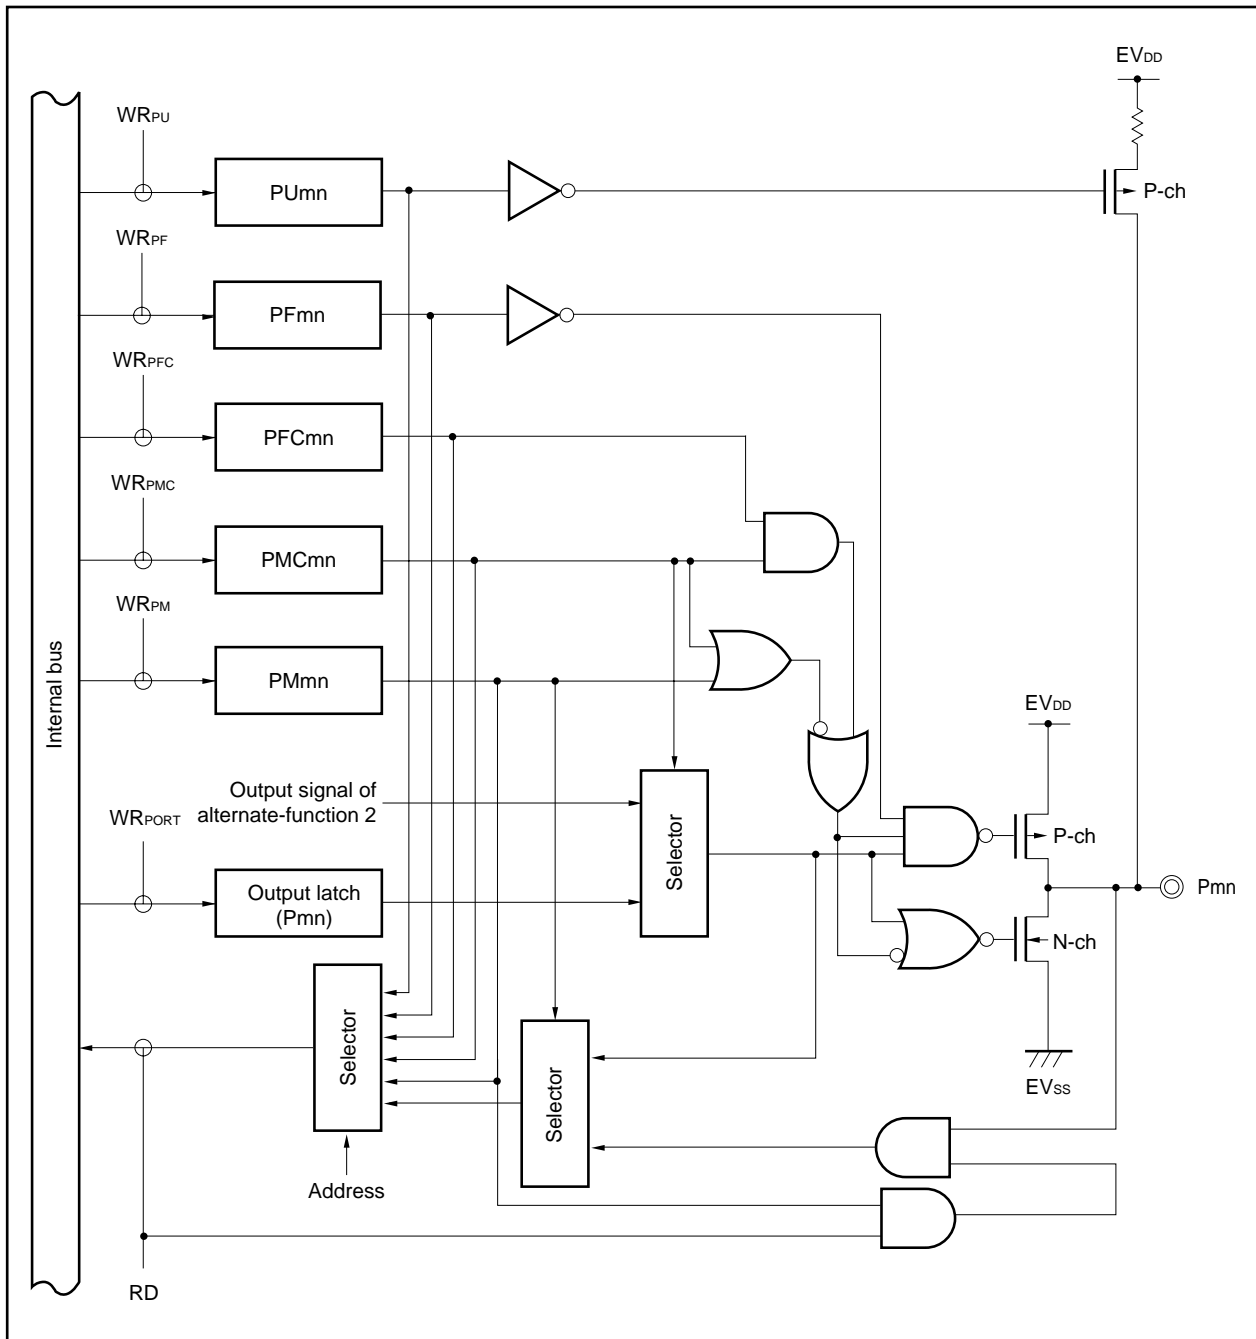 EVDD
WRPU
PUmn
P-ch
WRPF
PFmn
WRPFC
PFCmn
WRPMC
PMCmn
WRPM
PMmn
Internal bus
EVDD
Output signal of
alternate-function 2
WRPORT
Selector
P-ch
Output latch
(Pmn)
Pmn
N-ch
Selector
Selector
EVSS
Address
RD